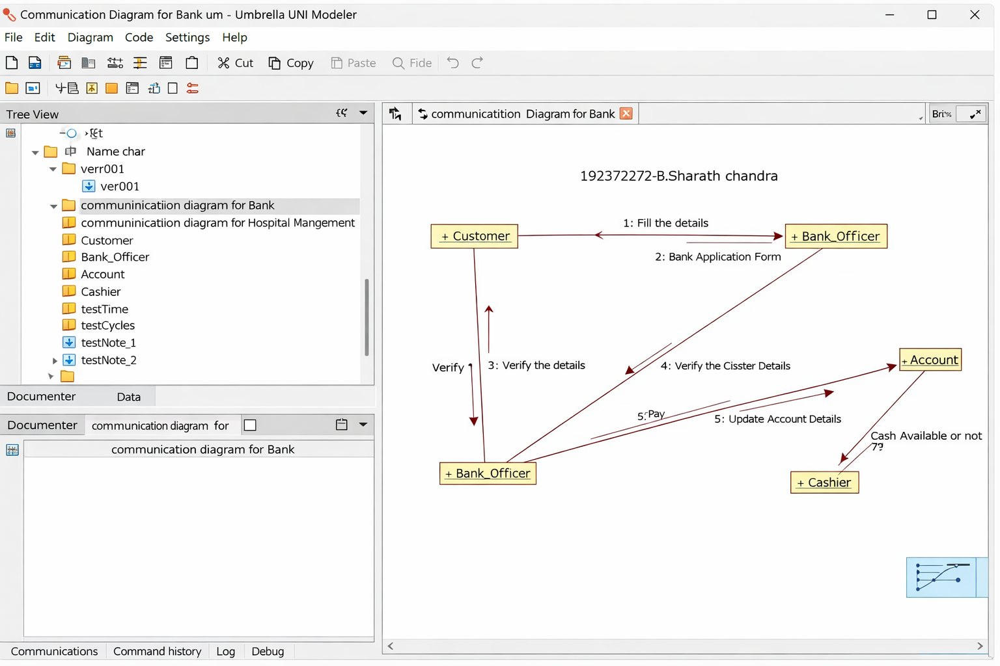 Communication Diagram for Bank um - Umbrella UNI Modeler
File Edit Diagram Code Settings Help
Cut Copy Paste Fide
Tree View
Name char
verr001
ver001
communinicatiion diagram for Bank
communinicatiion diagram for Hospital Mangement
Customer
Bank_Officer
Account
Cashier
testTime
testCycles
testNote_1
testNote_2
Documenter Data
Documenter communication diagram for
communication diagram for Bank
Communications Command history Log Debug
communicatition Diagram for Bank
192372272-B.Sharath chandra
+ Customer
1: Fill the details
+ Bank_Officer
2: Bank Application Form
Verify
3: Verify the details
4: Verify the Cisster Details
+ Account
5: Pay
5: Update Account Details
Cash Available or not
+ Bank_Officer
+ Cashier